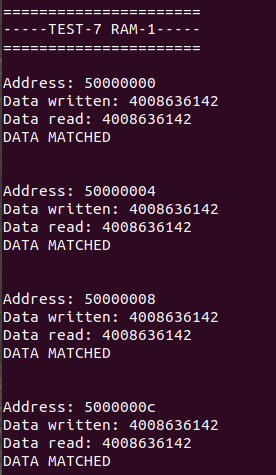 ======================
-----TEST-7 RAM-1-----
======================
Address: 50000000
Data written: 4008636142
Data read: 4008636142
DATA MATCHED
Address: 50000004
Data written: 4008636142
Data read: 4008636142
DATA MATCHED
Address: 50000008
Data written: 4008636142
Data read: 4008636142
DATA MATCHED
Address: 5000000c
Data written: 4008636142
Data read: 4008636142
DATA MATCHED